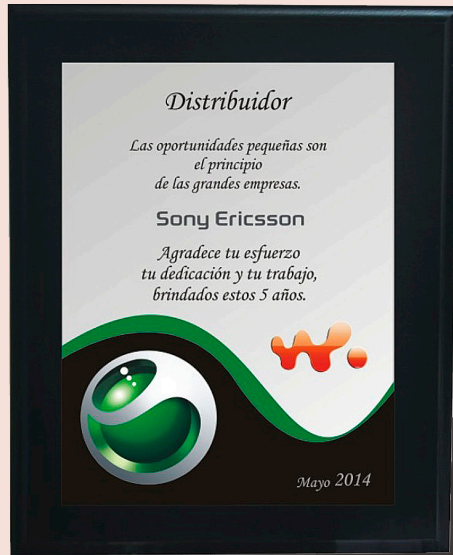 Distribuidor
Las oportunidades pequeñas son
el principio
de las grandes empresas.
Sony Ericsson
Agradece tu esfuerzo
tu dedicación y tu trabajo,
brindados estos 5 años.
Mayo 2014